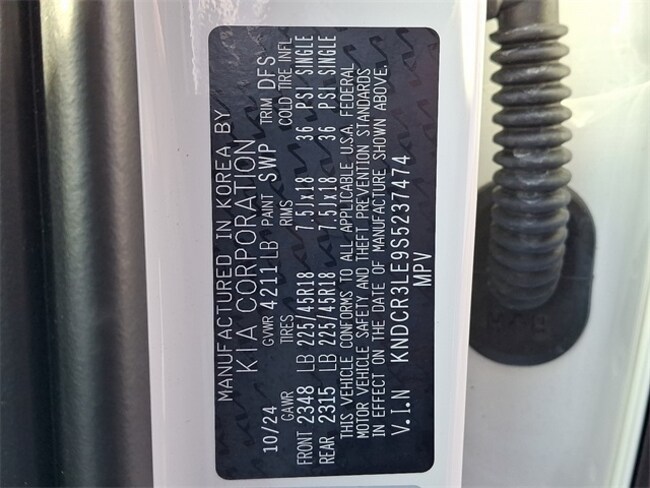 MANUFACTURED IN KOREA BY
KIA CORPORATION
10/24 GVWR 4211LB PAINT SWP TRIM DFS
GAWR TIRES RIMS COLD TIRE INFL
FRONT 2348 LB 225/45R18 7.5Jx18 36 PSI SINGLE
REAR 2315 LB 225/45R18 7.5Jx18 36 PSI SINGLE
THIS VEHICLE CONFORMS TO ALL APPLICABLE U.S.A. FEDERAL
MOTOR VEHICLE SAFETY AND THEFT PREVENTION STANDARDS
IN EFFECT ON THE DATE OF MANUFACTURE SHOWN ABOVE.
V.I.N KNDCR3LE9S5237474
MPV